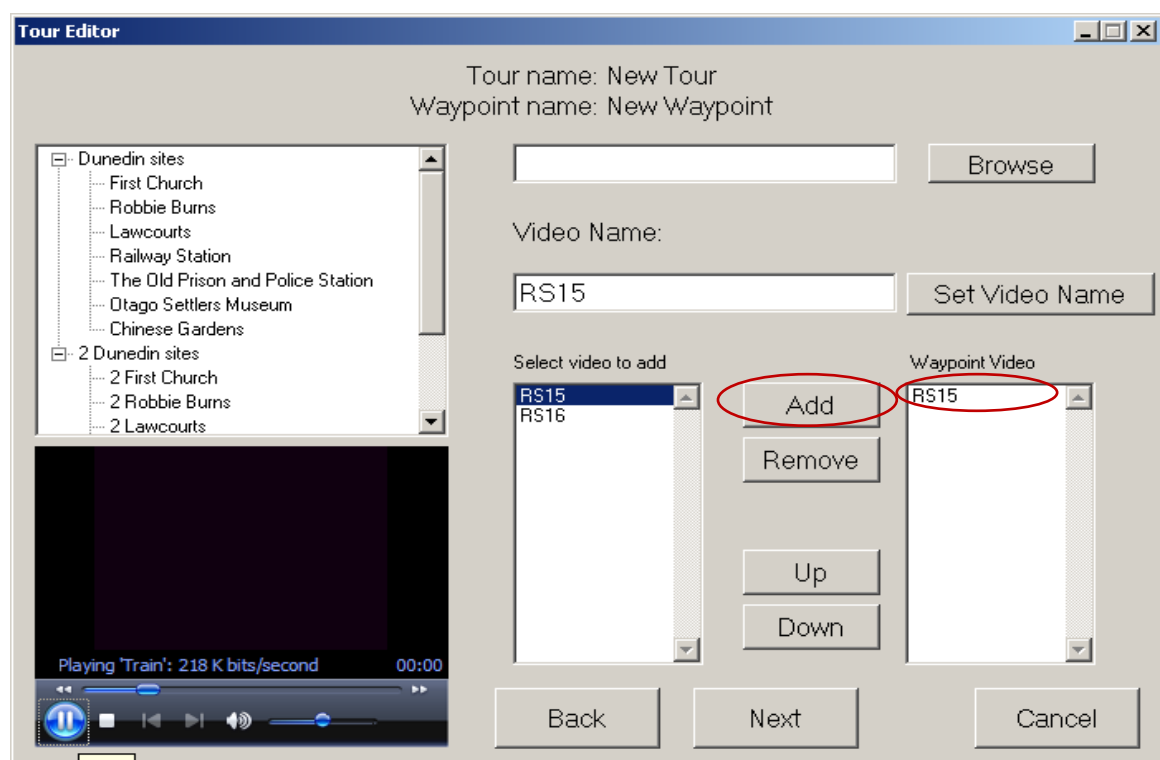 Tour Editor
Tour name: New Tour
Waypoint name: New Waypoint
Dunedin sites
First Church
Robbie Burns
Lawcourts
Railway Station
The Old Prison and Police Station
Otago Settlers Museum
Chinese Gardens
2 Dunedin sites
2 First Church
2 Robbie Burns
2 Lawcourts
Browse
Video Name:
RS15
Set Video Name
Select video to add
RS15
RS16
Add
Remove
Up
Down
Waypoint Video
RS15
Playing 'Train': 218 K bits/second 00:00
Back
Next
Cancel